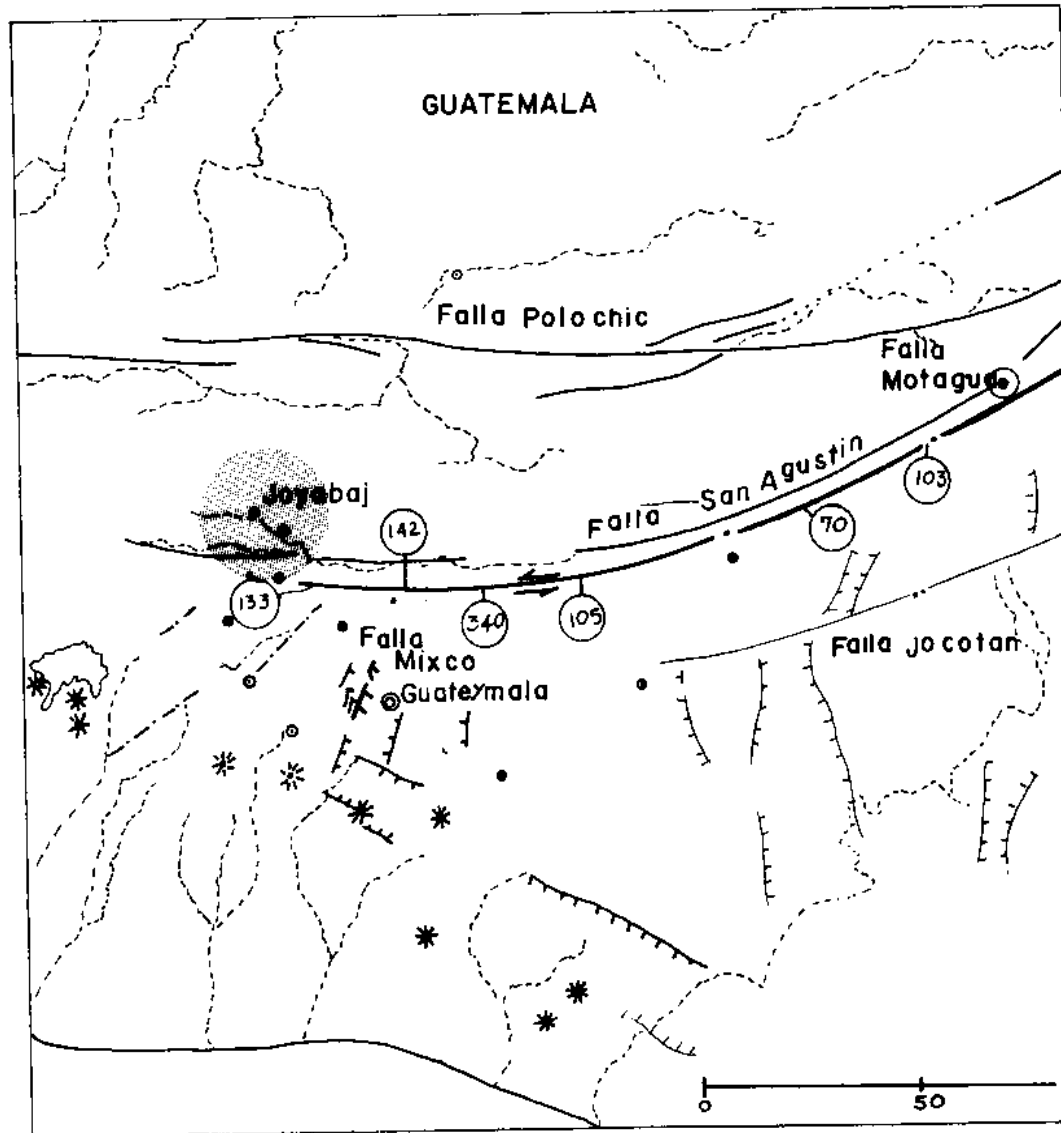 GUATEMALA
Falla Polochic
Falla
Motagua
Falla San Agustin
103
70
Joyabaj
142
133
340
105
Falla
Mixco
Guateymala
Falla Jocotan
0
50